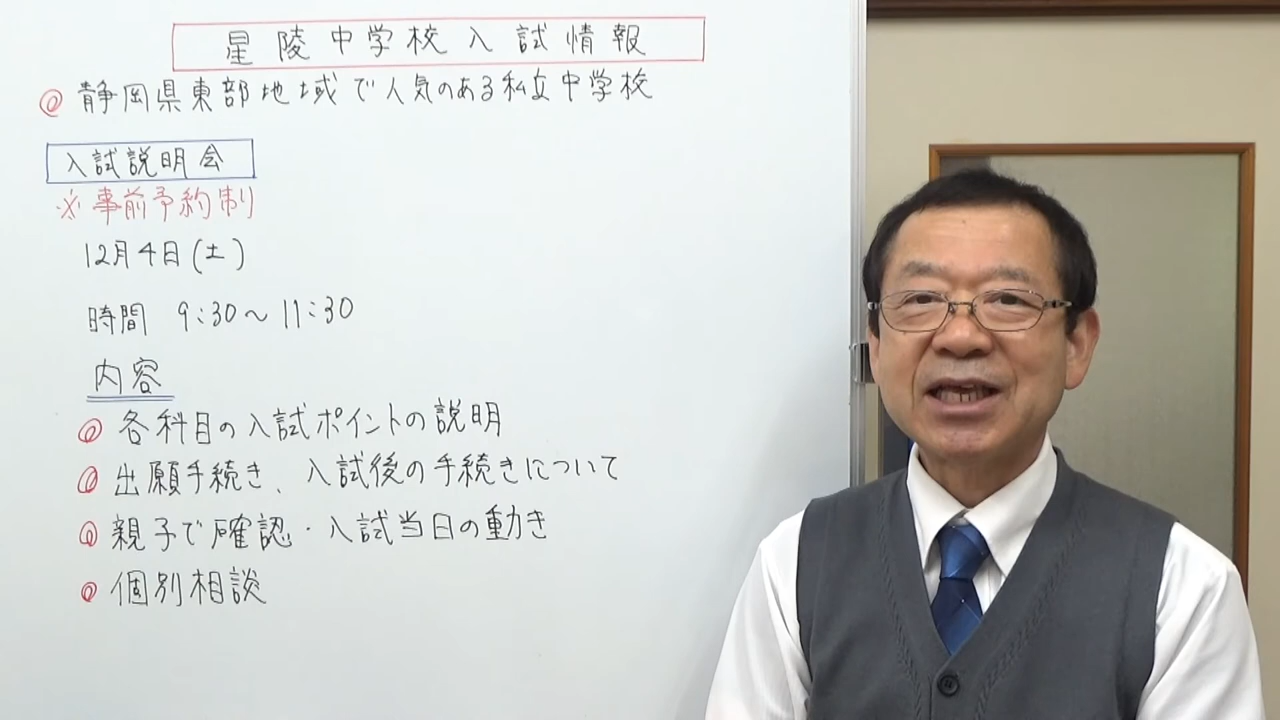 星陵中学校入試情報
◎ 静岡県東部地域で人気のある私立中学校
入試説明会
※事前予約制
12月4日(土)
時間 9:30～11:30
内容
◎ 各科目の入試ポイントの説明
◎ 出願手続き、入試後の手続きについて
◎ 親子で確認・入試当日の動き
◎ 個別相談